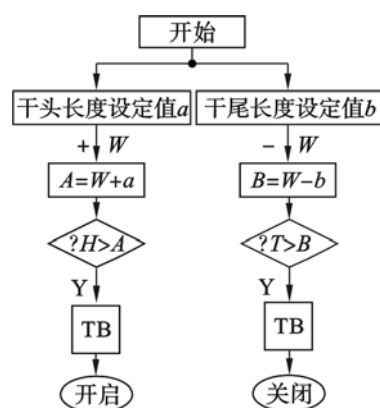 开始
干头长度设定值a 干尾长度设定值b
+ W − W
A=W+a B=W−b
?H>A ?T>B
Y Y
TB TB
开启 关闭